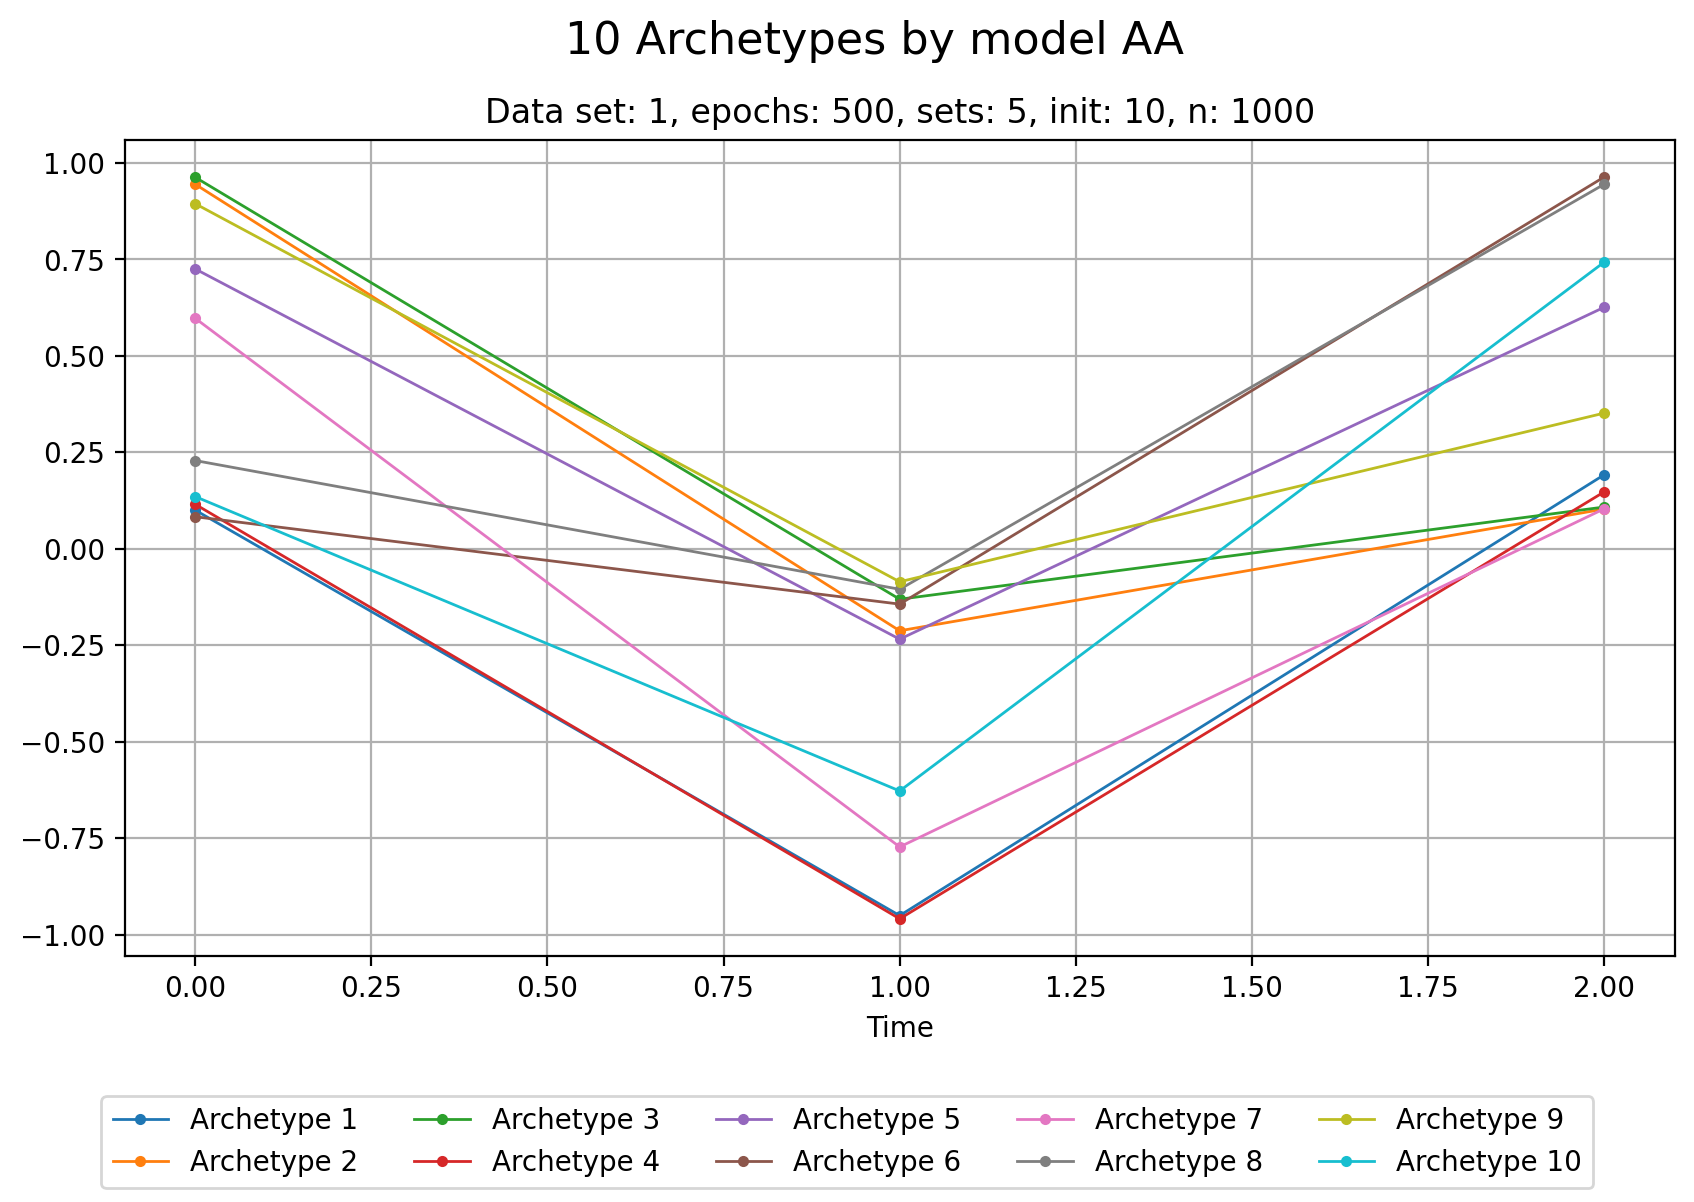 10 Archetypes by model AA
Data set: 1, epochs: 500, sets: 5, init: 10, n: 1000
1.00
0.75
0.50
0.25
0.00
−0.25
−0.50
−0.75
−1.00
0.00 0.25 0.50 0.75 1.00 1.25 1.50 1.75 2.00
Time
Archetype 1 Archetype 3 Archetype 5 Archetype 7 Archetype 9
Archetype 2 Archetype 4 Archetype 6 Archetype 8 Archetype 10